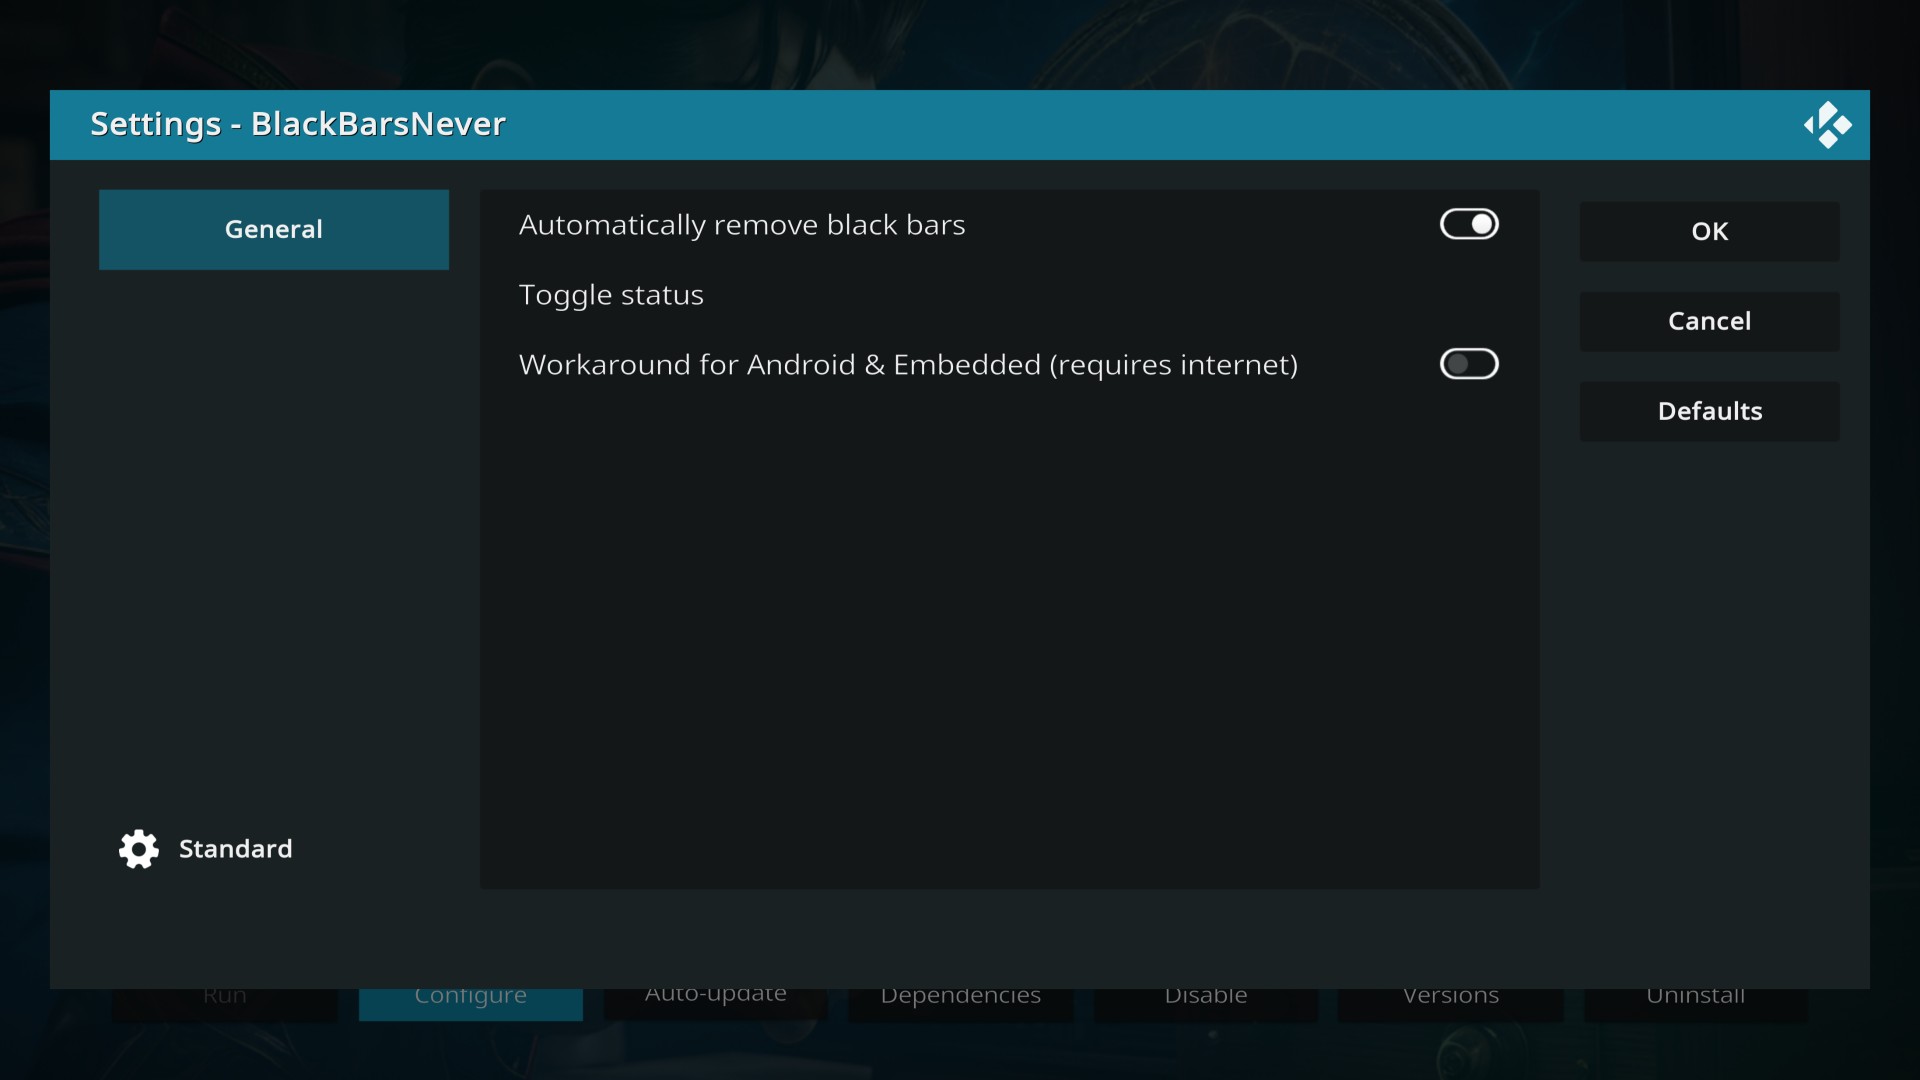 Settings - BlackBarsNever
General
Automatically remove black bars
Toggle status
Workaround for Android & Embedded (requires internet)
OK
Cancel
Defaults
Standard
Run
Configure
Auto-update
Dependencies
Disable
Versions
Uninstall